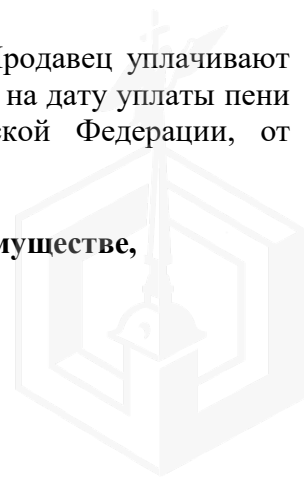 Продавец уплачивают
на дату уплаты пени
ской Федерации, от
муществе,